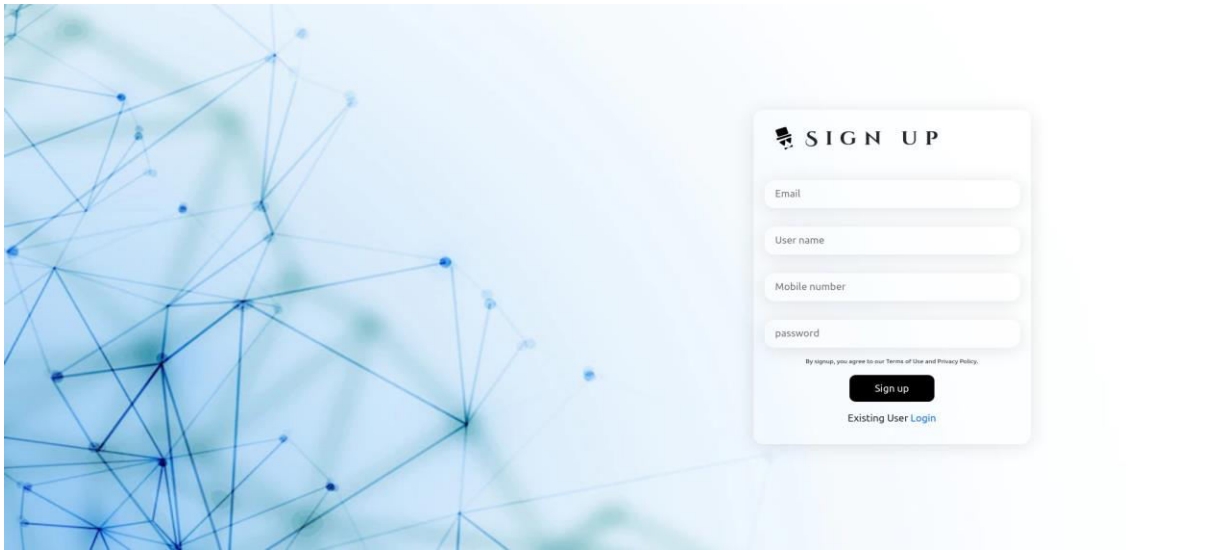 SIGN UP
Email
User name
Mobile number
password
By signup, you agree to our Terms of Use and Privacy Policy.
Sign up
Existing User Login